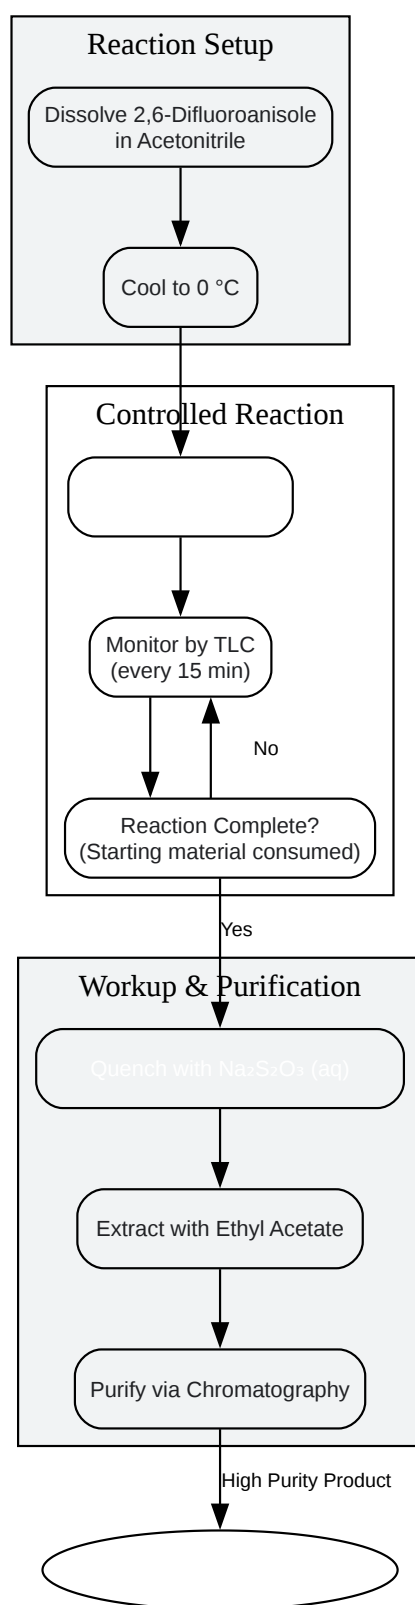 Reaction Setup
Dissolve 2,6-Difluoroanisole
in Acetonitrile
Cool to 0 °C
Controlled Reaction
Monitor by TLC
(every 15 min)
No
Reaction Complete?
(Starting material consumed)
Yes
Workup & Purification
Quench with Na₂S₂O₃ (aq)
Extract with Ethyl Acetate
Purify via Chromatography
High Purity Product